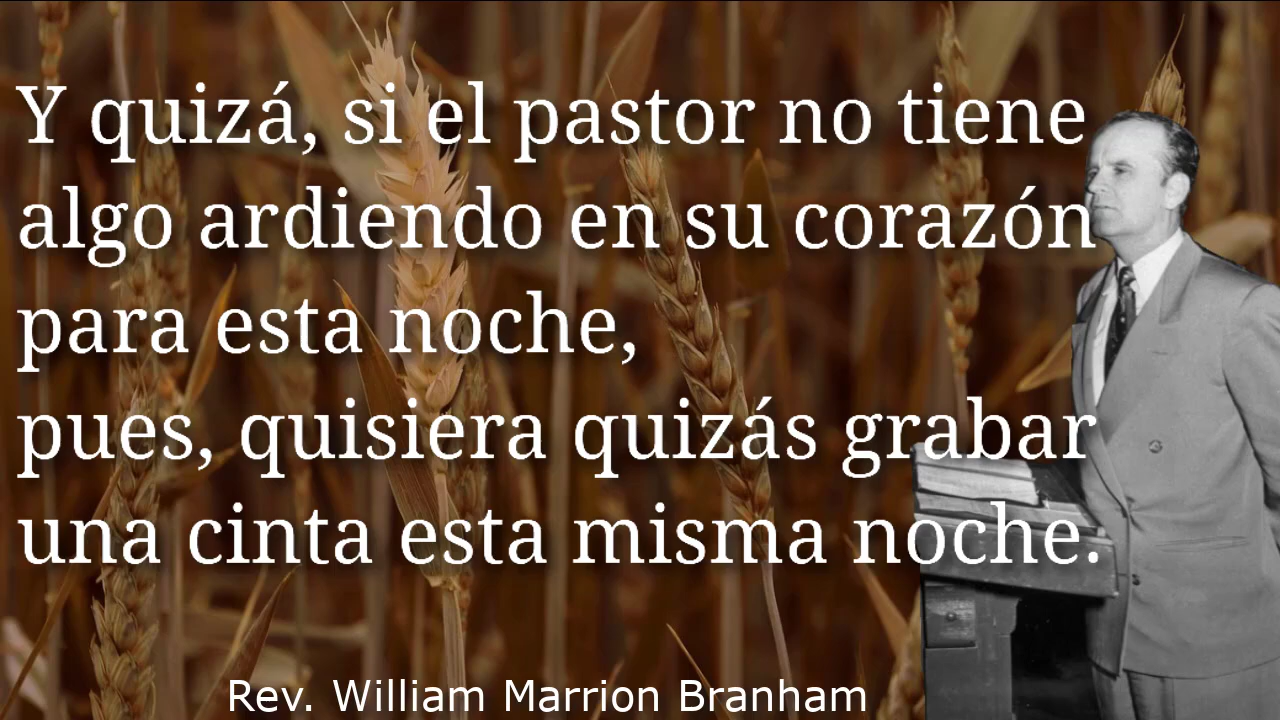 Y quizá, si el pastor no tiene
algo ardiendo en su corazón
para esta noche,
pues, quisiera quizás grabar
una cinta esta misma noche.
Rev. William Marrion Branham